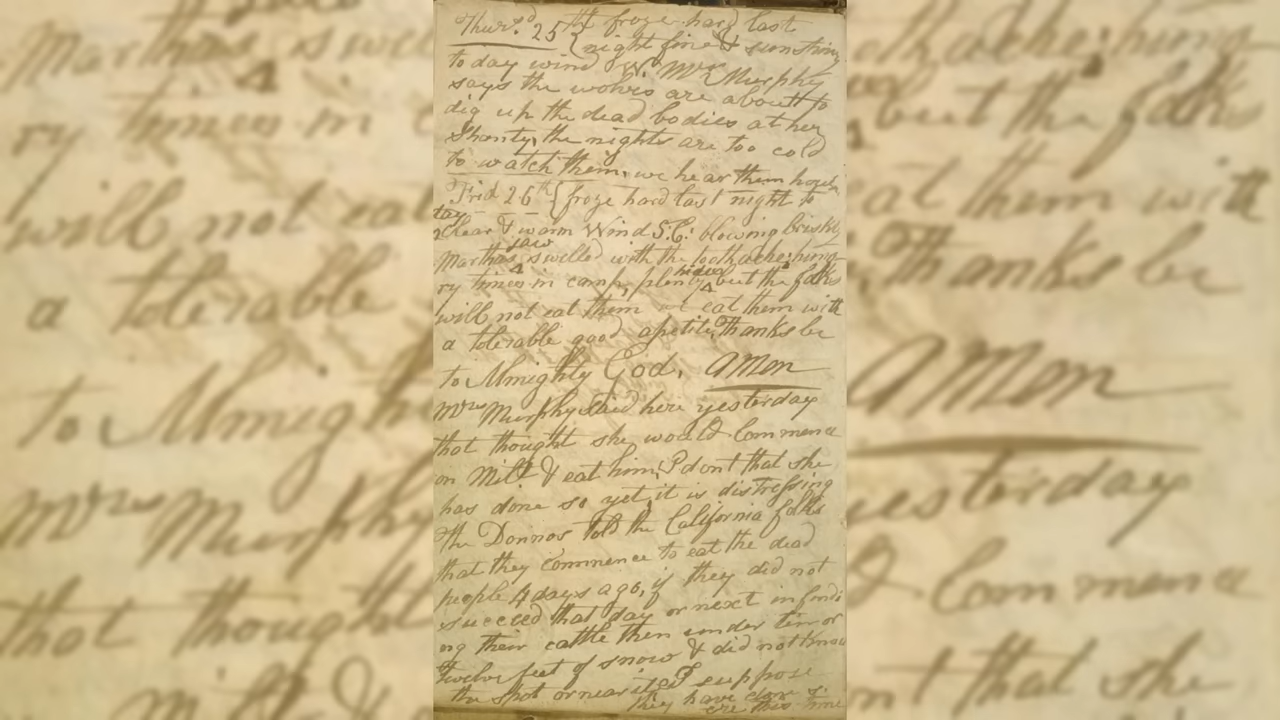 Thurs.d 25th { froze hard last
night fine & sunshiny
to day wind W. Mrs Murphy
says the wolves are about to
dig up the dead bodies at her
shanty, the nights are too cold
to watch them, we hear them howl
Frid 26th { froze hard last night to
day
clear & warm Wind S.E: blowing briskly
jaw
Marthas swelled with the toothache; hung
hides
ry times in camp, plenty but the folks
will not eat them we eat them with
a tolerable good apetite, Thanks be
to Almighty God, Amen
Mrs Murphy said here yesterday
that thought she would Commence
on Milt & eat him, I dont that she
has done so yet, it is distressing
The Donnos told the California folks
that they commence to eat the dead
people 4 days ago, if they did not
succeed that day or next in findi
ng their cattle then under ten or
twelve feet of snow & did not know
the spot or near it, I suppose
they have done so
ere this time